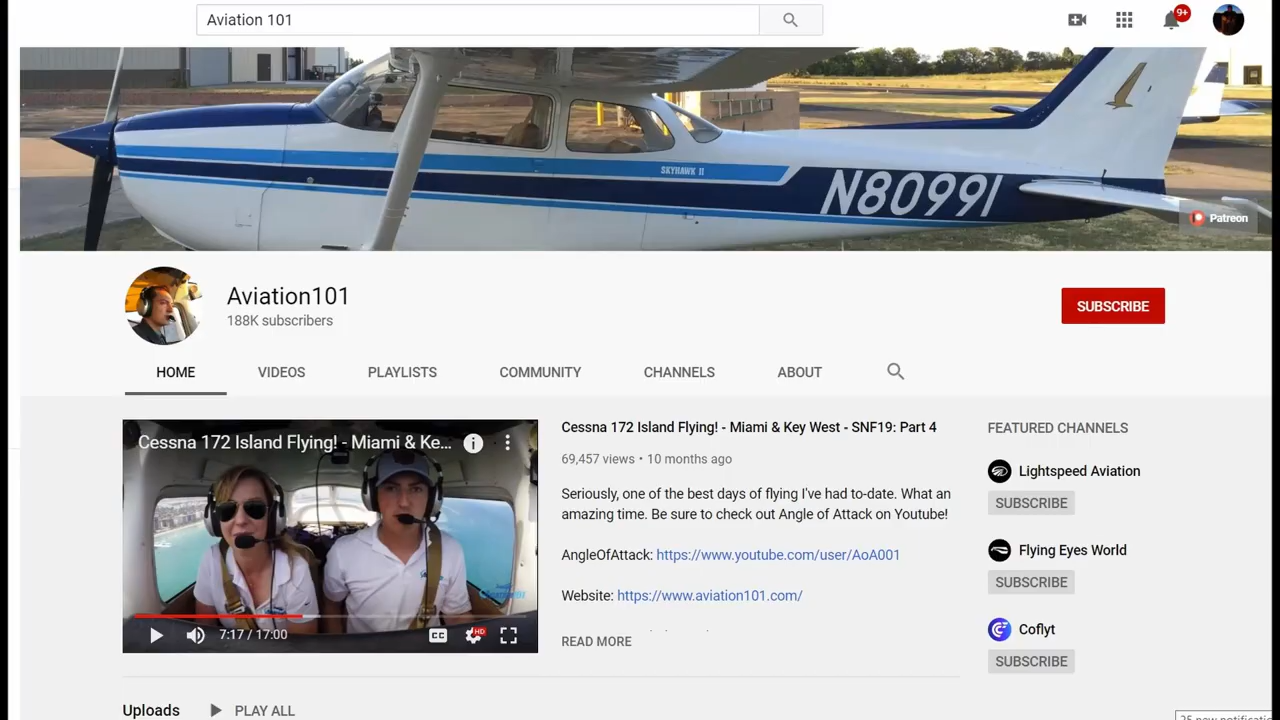 Aviation 101
9+
SKYHAWK II
N80991
Patreon
Aviation101
188K subscribers
SUBSCRIBE
HOME
VIDEOS
PLAYLISTS
COMMUNITY
CHANNELS
ABOUT
Cessna 172 Island Flying! - Miami & Ke...
CC
HD
7:17 / 17:00
Cessna 172 Island Flying! - Miami & Key West - SNF19: Part 4
69,457 views • 10 months ago
Seriously, one of the best days of flying I've had to-date. What an
amazing time. Be sure to check out Angle of Attack on Youtube!
AngleOfAttack: https://www.youtube.com/user/AoA001
Website: https://www.aviation101.com/
READ MORE
FEATURED CHANNELS
Lightspeed Aviation
SUBSCRIBE
Flying Eyes World
SUBSCRIBE
Coflyt
SUBSCRIBE
Uploads
PLAY ALL
25 new